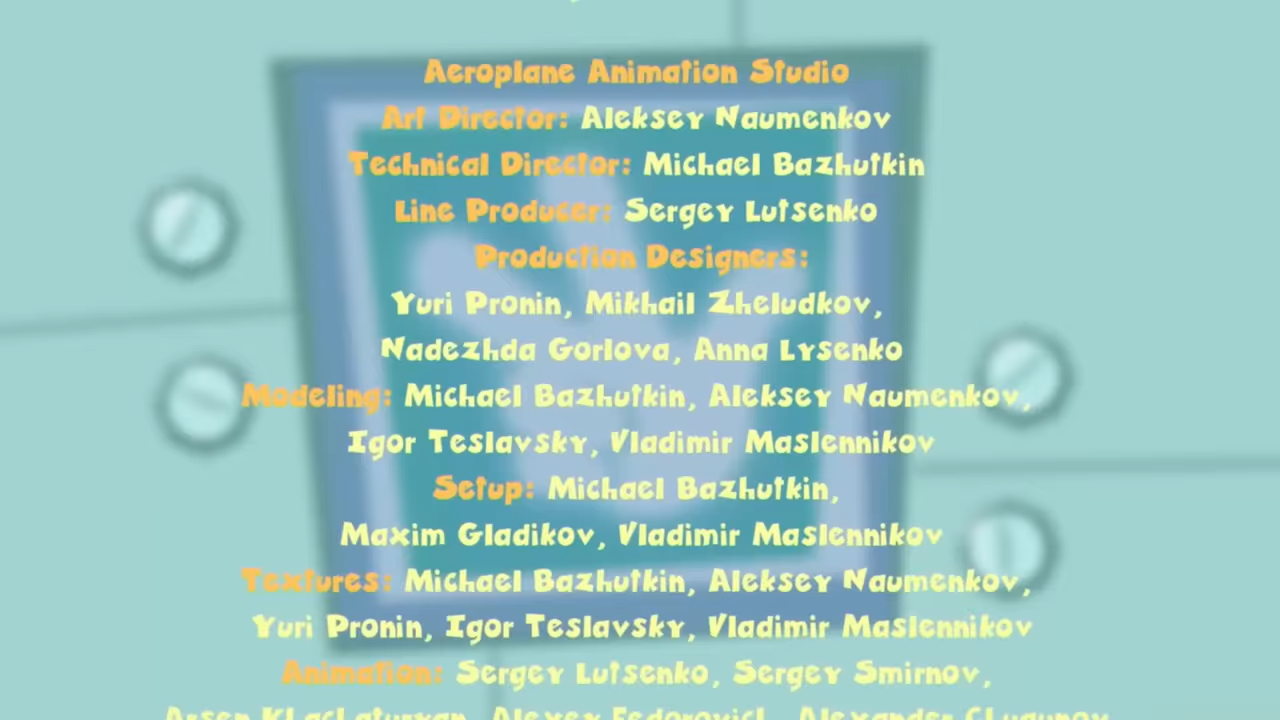 Aeroplane Animation Studio
Art Director: Aleksey Naumenkov
Technical Director: Michael Bazhutkin
Line Producer: Sergey Lutsenko
Production Designers:
Yuri Pronin, Mikhail Zheludkov,
Nadezhda Gorlova, Anna Lysenko
Modeling: Michael Bazhutkin, Aleksey Naumenkov,
Igor Teslavsky, Vladimir Maslennikov
Setup: Michael Bazhutkin,
Maxim Gladikov, Vladimir Maslennikov
Textures: Michael Bazhutkin, Aleksey Naumenkov,
Yuri Pronin, Igor Teslavsky, Vladimir Maslennikov
Animation: Sergey Lutsenko, Sergey Smirnov,
Arsen Alexey Alexander